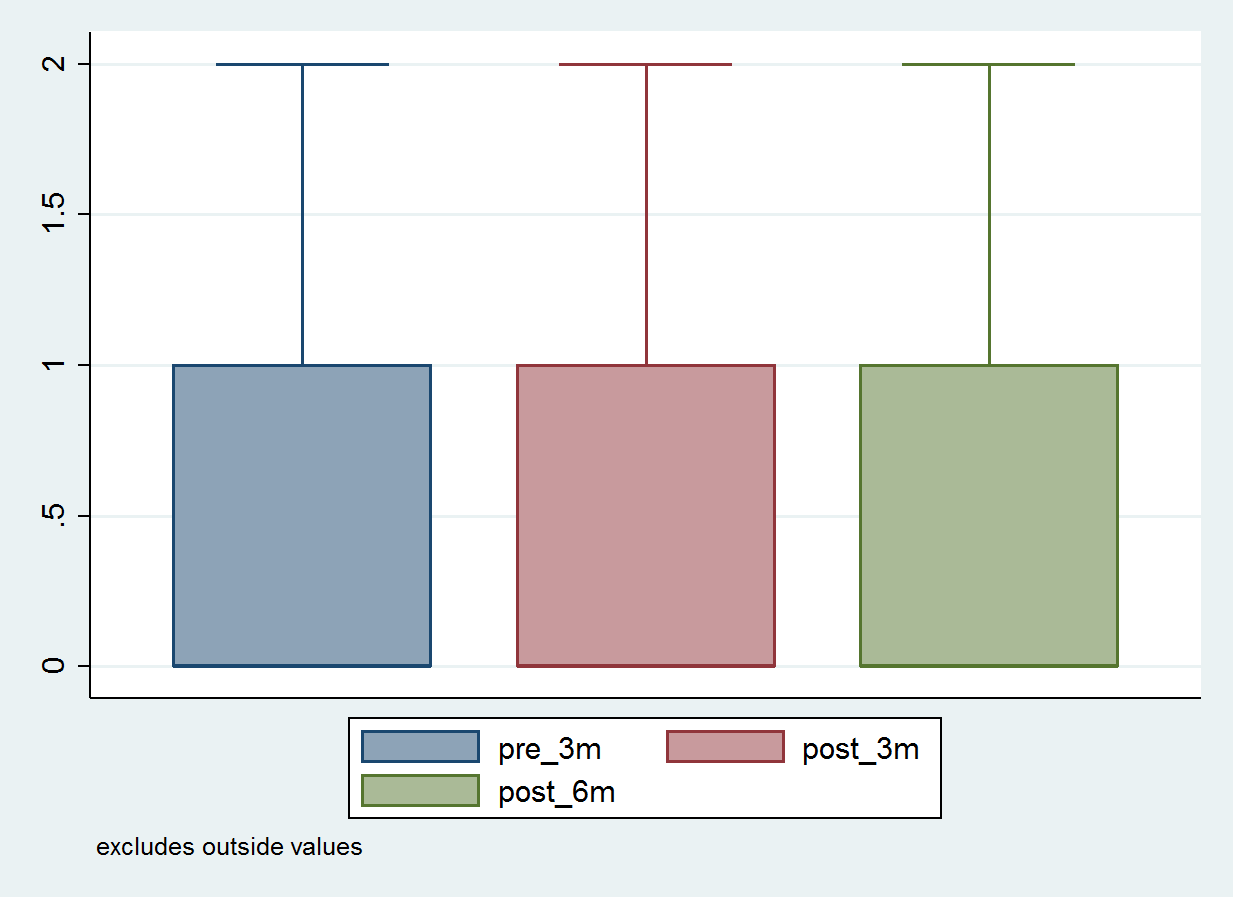 2
1.5
1
.5
0
pre_3m
post_3m
post_6m
excludes outside values